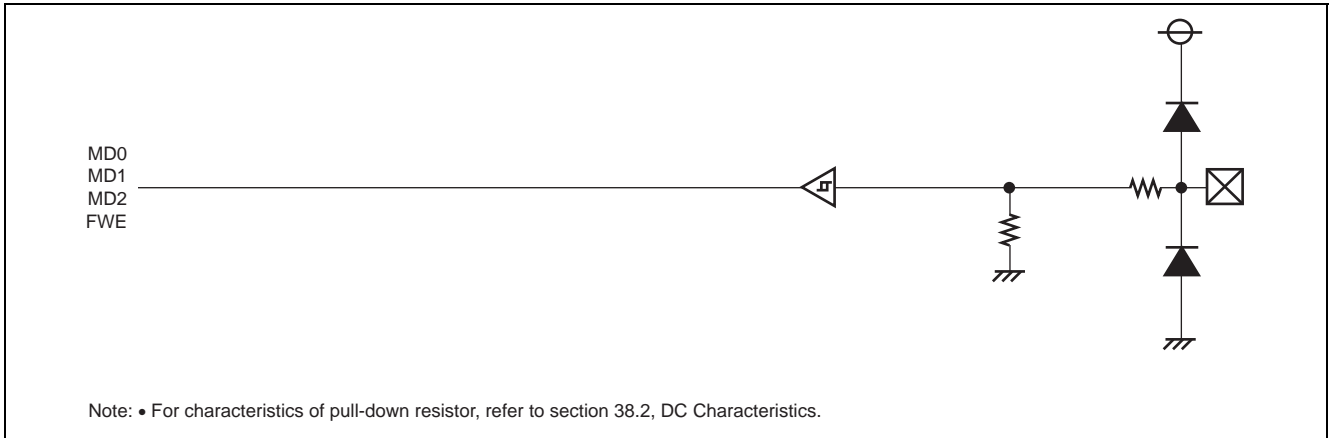 MD0
MD1
MD2
FWE
Note: • For characteristics of pull-down resistor, refer to section 38.2, DC Characteristics.